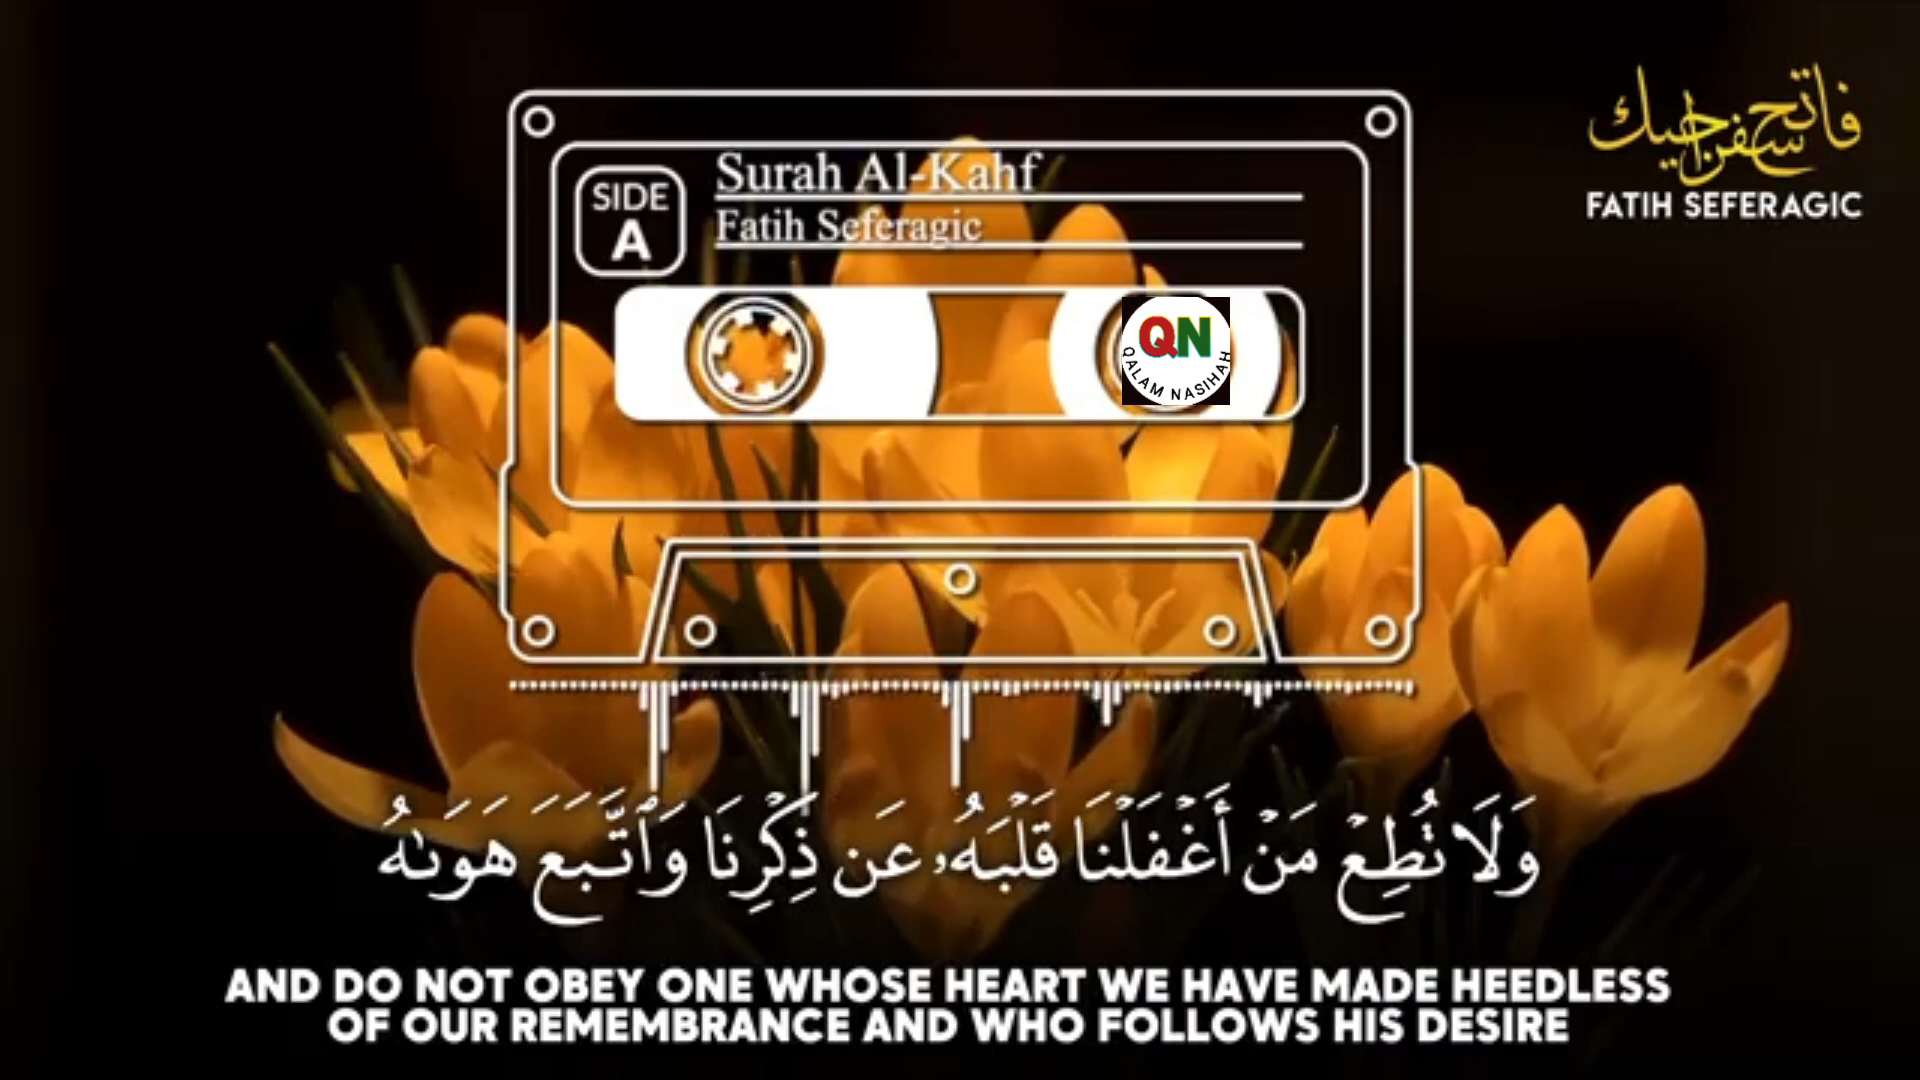 فاتح سفراجيك
FATIH SEFERAGIC
Surah Al-Kahf
SIDE
A
Fatih Seferagic
QN
QALAM NASIHAH
وَلَا تُطِعْ مَنْ أَغْفَلْنَا قَلْبَهُۥ عَن ذِكْرِنَا وَٱتَّبَعَ هَوَىٰهُ
AND DO NOT OBEY ONE WHOSE HEART WE HAVE MADE HEEDLESS
OF OUR REMEMBRANCE AND WHO FOLLOWS HIS DESIRE